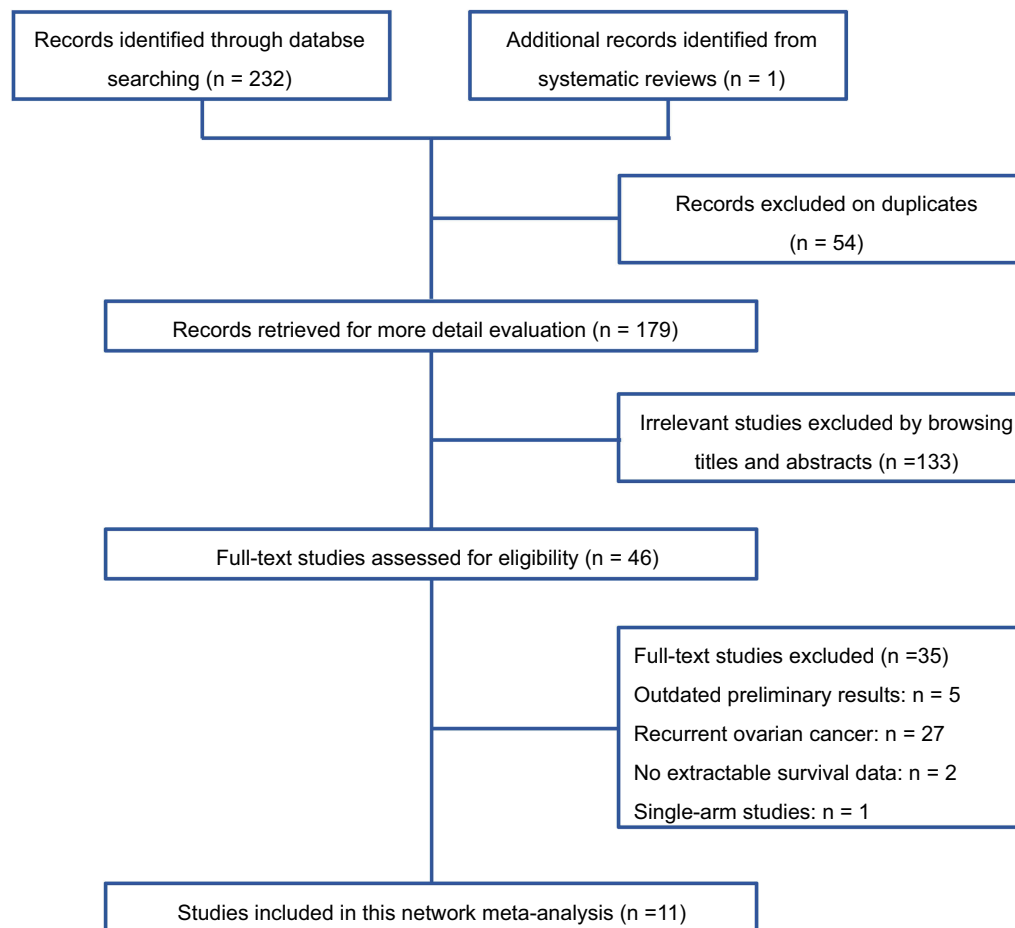 Records identified through databse
searching (n = 232)
Additional records identified from
systematic reviews (n = 1)
Records excluded on duplicates
(n = 54)
Records retrieved for more detail evaluation (n = 179)
Irrelevant studies excluded by browsing
titles and abstracts (n =133)
Full-text studies assessed for eligibility (n = 46)
Full-text studies excluded (n =35)
Outdated preliminary results: n = 5
Recurrent ovarian cancer: n = 27
No extractable survival data: n = 2
Single-arm studies: n = 1
Studies included in this network meta-analysis (n =11)